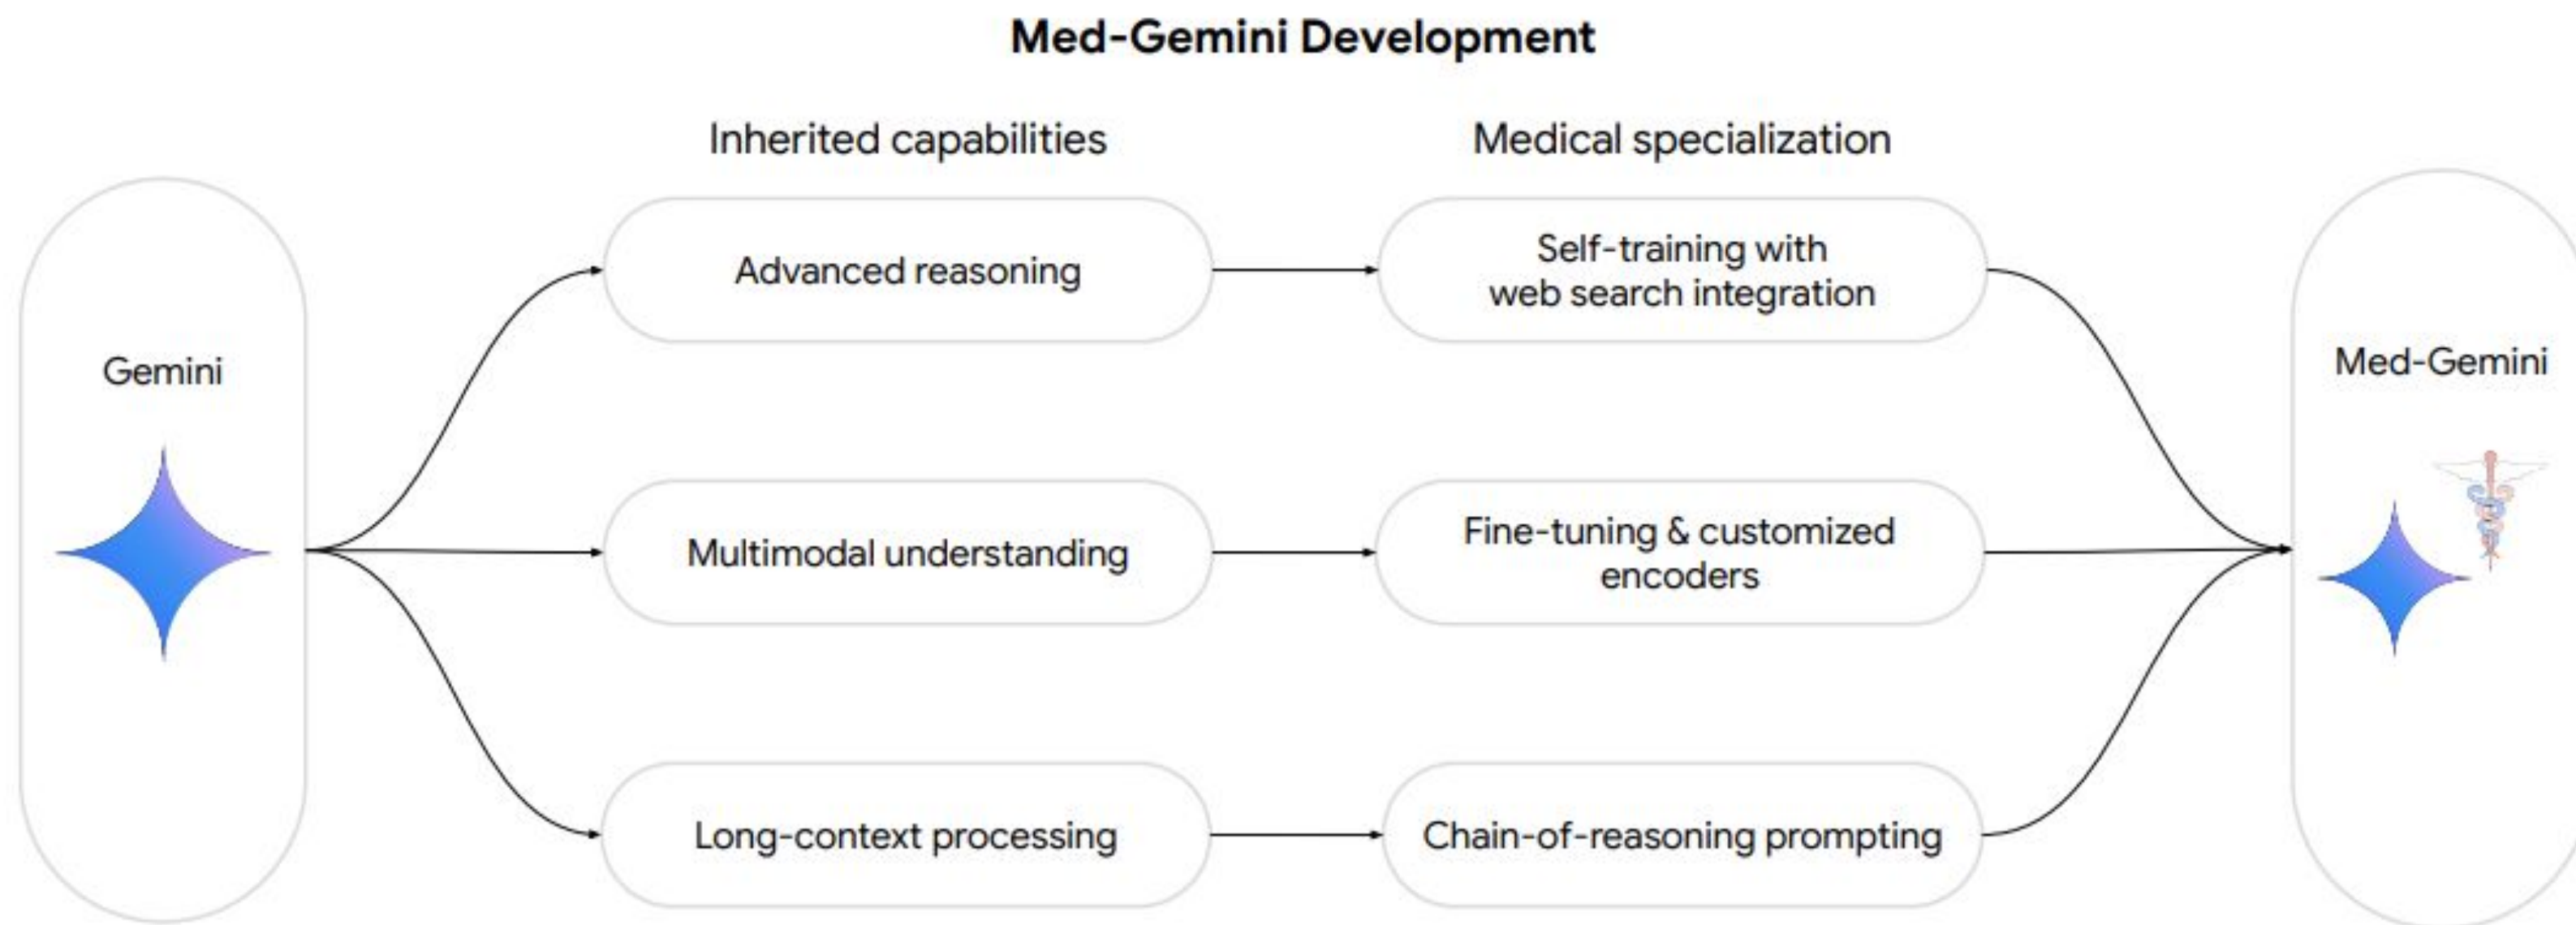 Med-Gemini Development
Inherited capabilities
Medical specialization
Gemini
Advanced reasoning
Self-training with
web search integration
Multimodal understanding
Fine-tuning & customized
encoders
Long-context processing
Chain-of-reasoning prompting
Med-Gemini